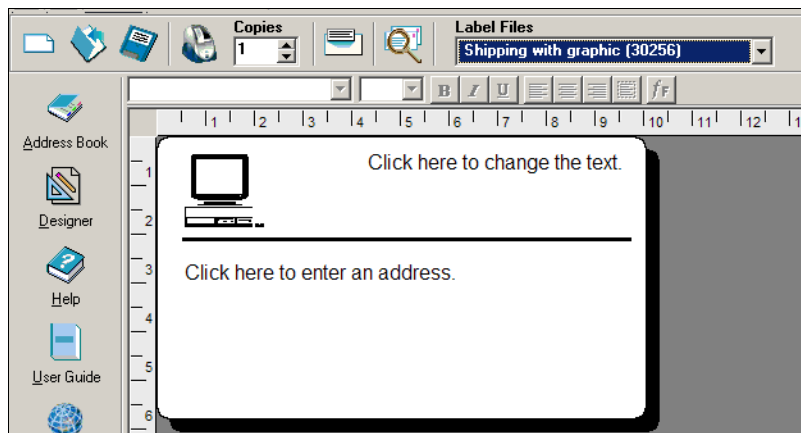 Copies
Label Files
1
Shipping with graphic (30256)
B I U
1 2 3 4 5 6 7 8 9 10 11 12 1
Address Book
Designer
Help
User Guide
1
2
3
4
5
6
Click here to change the text.
Click here to enter an address.